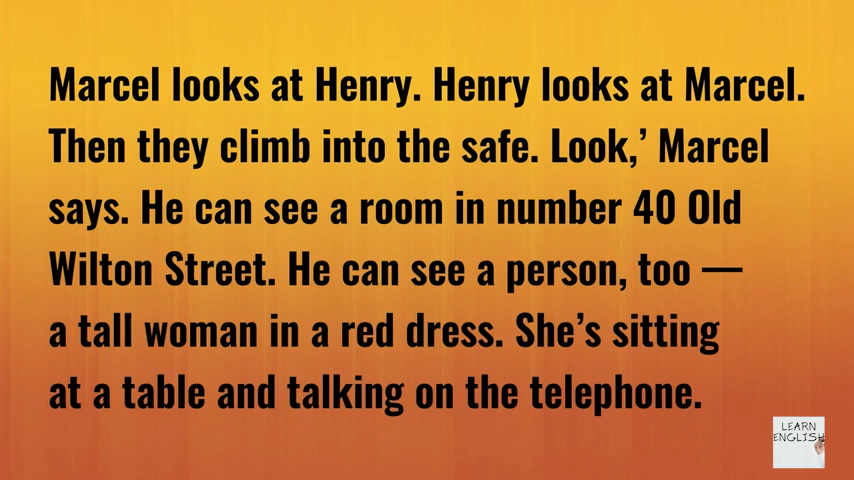 Marcel looks at Henry. Henry looks at Marcel.
Then they climb into the safe. Look,’ Marcel
says. He can see a room in number 40 Old
Wilton Street. He can see a person, too —
a tall woman in a red dress. She’s sitting
at a table and talking on the telephone.
LEARN
ENGLISH